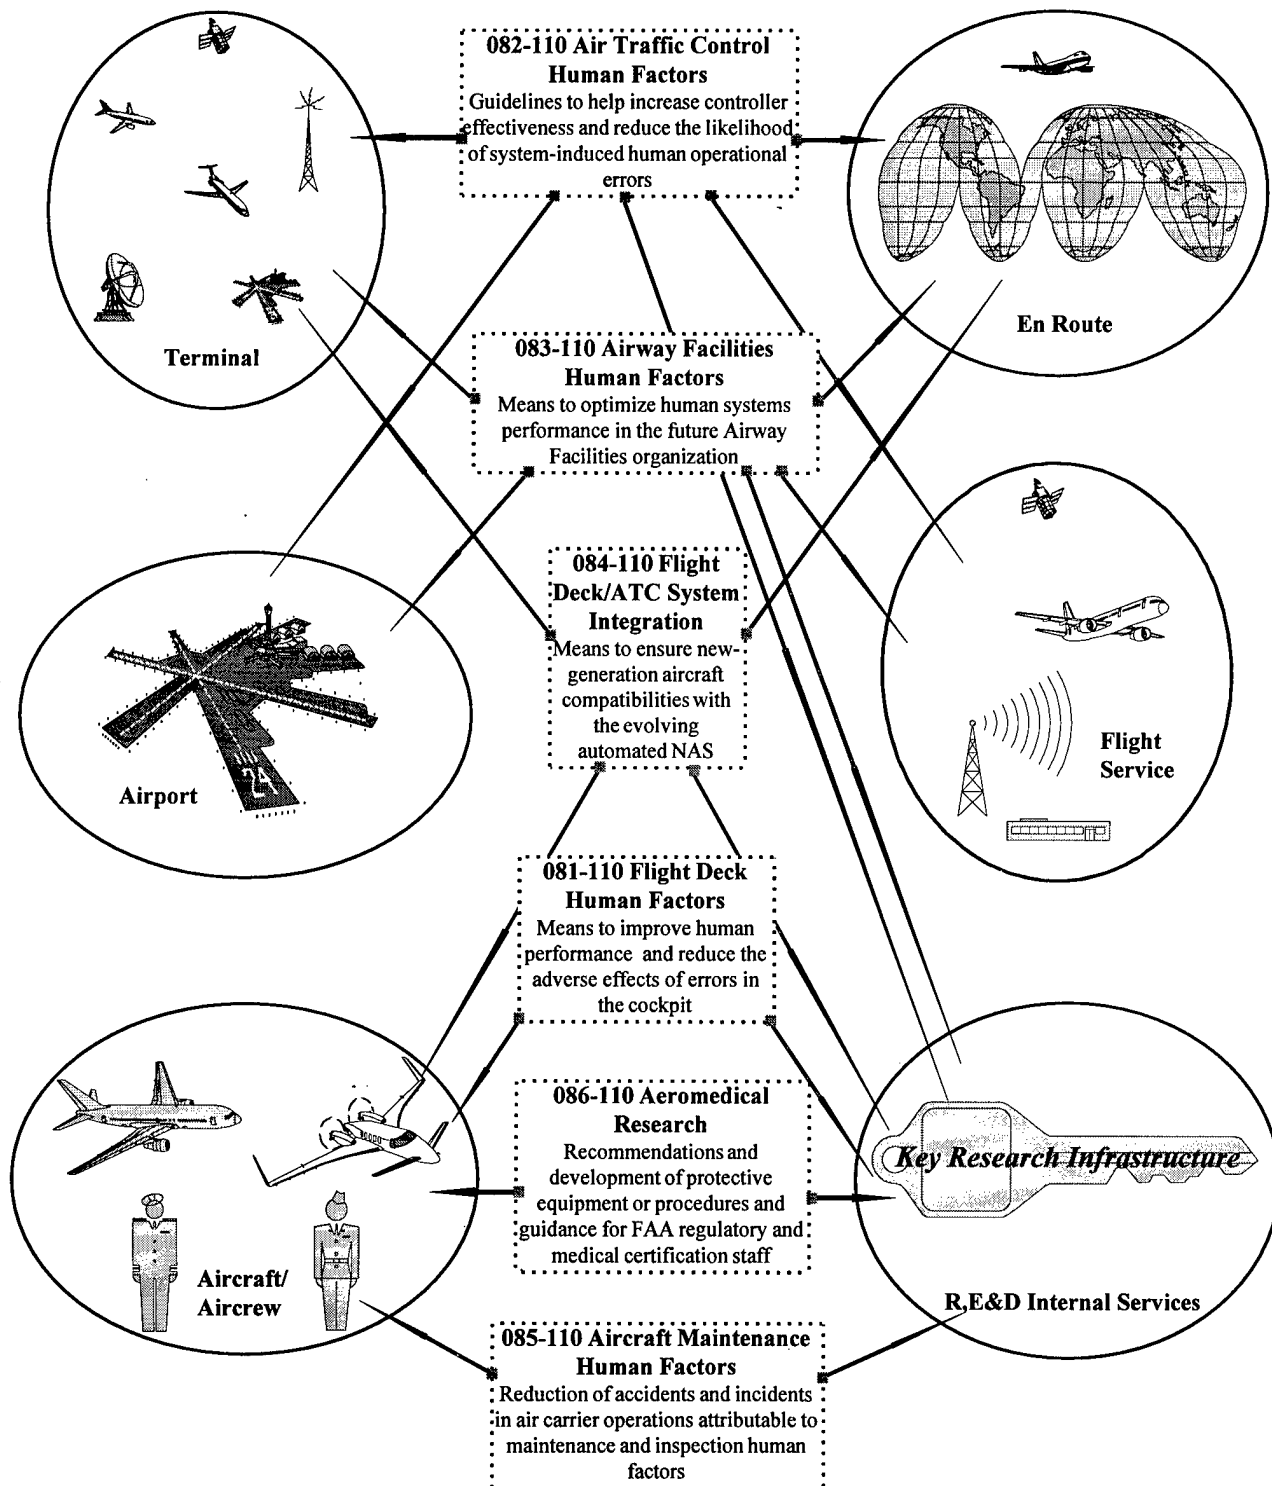 082-110 Air Traffic Control
Human Factors
Guidelines to help increase controller
effectiveness and reduce the likelihood
of system-induced human operational
errors
Terminal
En Route
083-110 Airway Facilities
Human Factors
Means to optimize human systems
performance in the future Airway
Facilities organization
084-110 Flight
Deck/ATC System
Integration
Means to ensure new-
generation aircraft
compatibilities with
the evolving
automated NAS
24
Airport
Flight
Service
081-110 Flight Deck
Human Factors
Means to improve human
performance and reduce the
adverse effects of errors in
the cockpit
086-110 Aeromedical
Research
Recommendations and
development of protective
equipment or procedures and
guidance for FAA regulatory and
medical certification staff
Key Research Infrastructure
Aircraft/
Aircrew
R,E&D Internal Services
085-110 Aircraft Maintenance
Human Factors
Reduction of accidents and incidents
in air carrier operations attributable to
maintenance and inspection human
factors